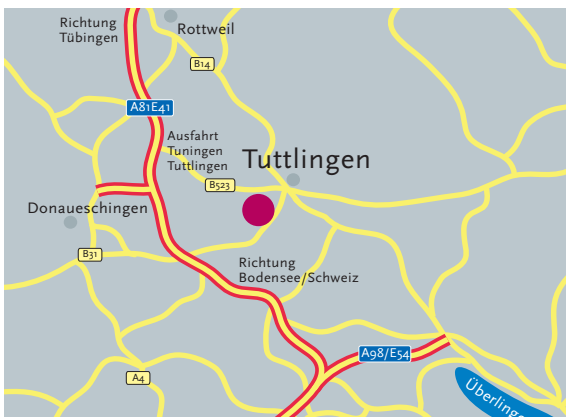 Richtung
Tübingen
Rottweil
B14
A81E41
Ausfahrt
Tuningen
Tuttlingen
Tuttlingen
B523
Donaueschingen
B31
Richtung
Bodensee/Schweiz
A98/E54
A4